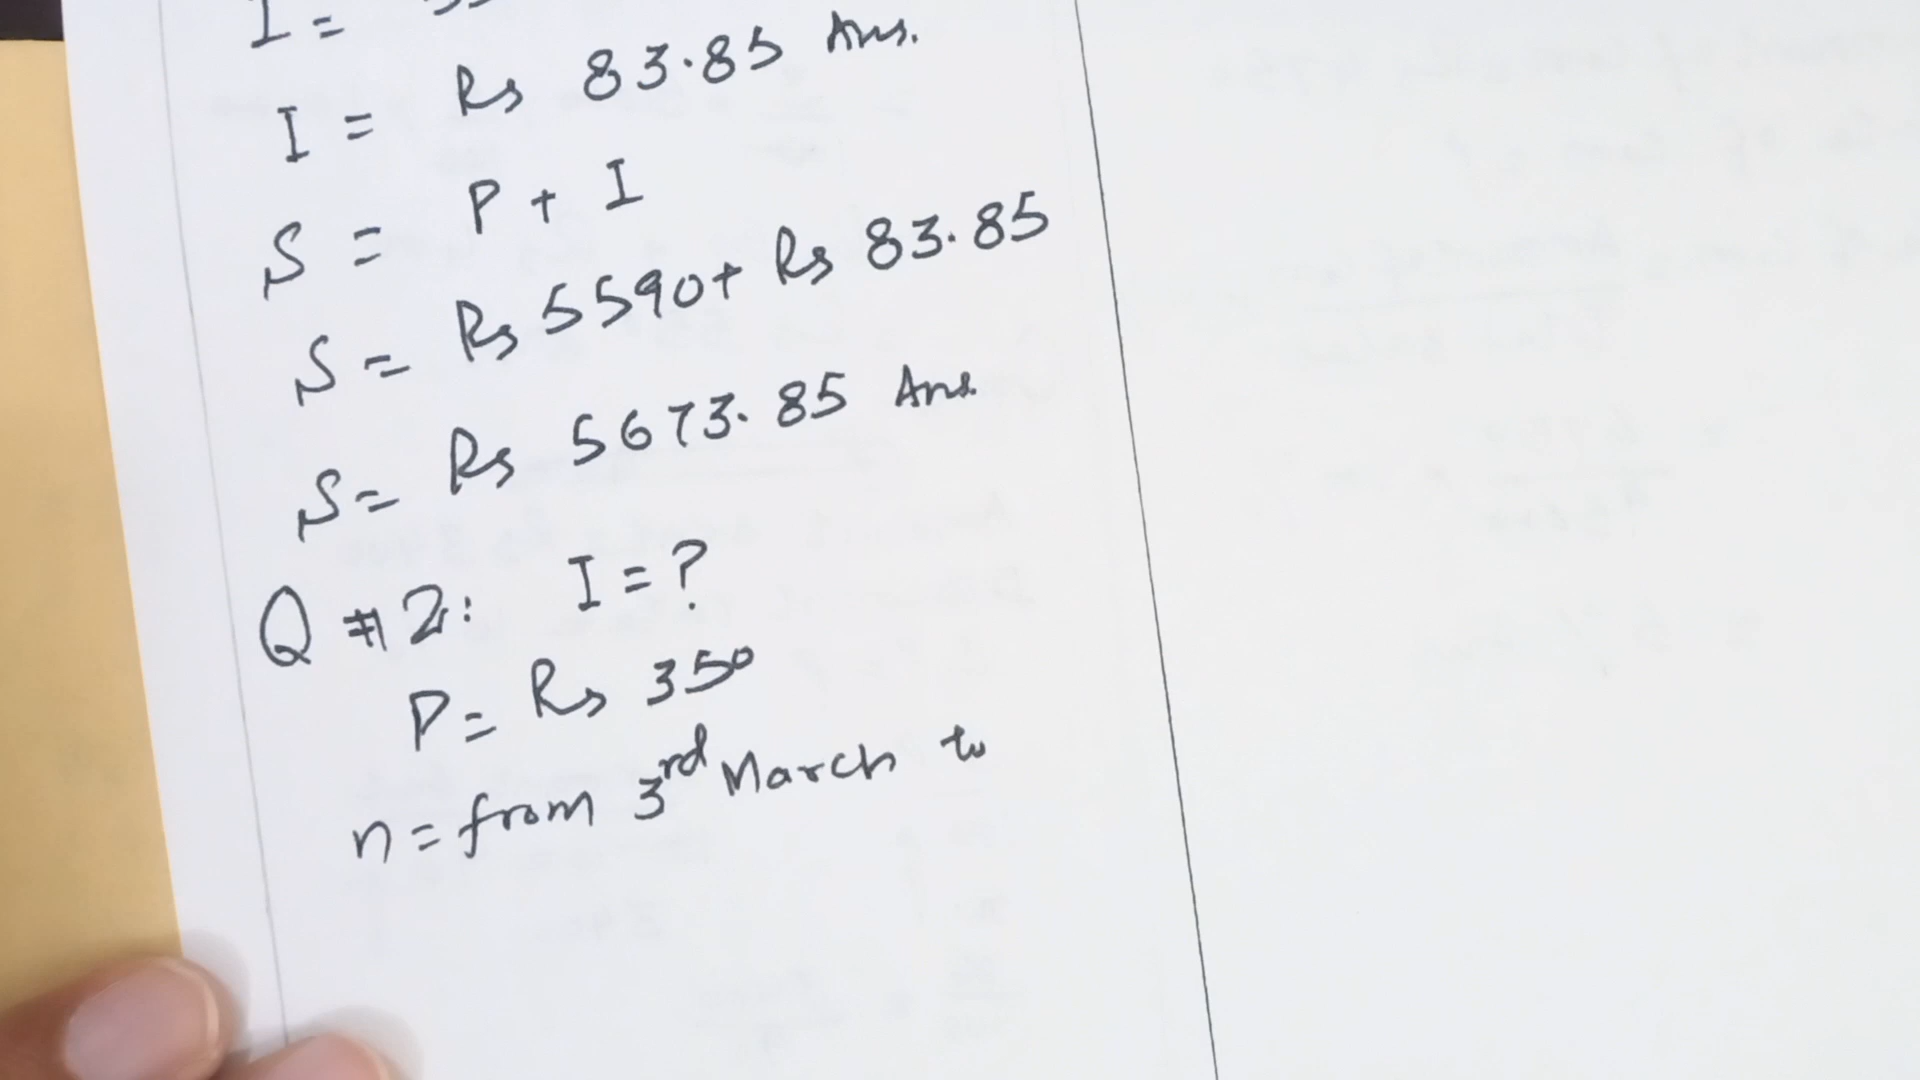 I =
I = Rs 83.85 Ans.
S = P + I
S = Rs 5590 + Rs 83.85
S = Rs 5673.85 Ans.
Q #2: I = ?
P = Rs 350
n = from 3rd March to